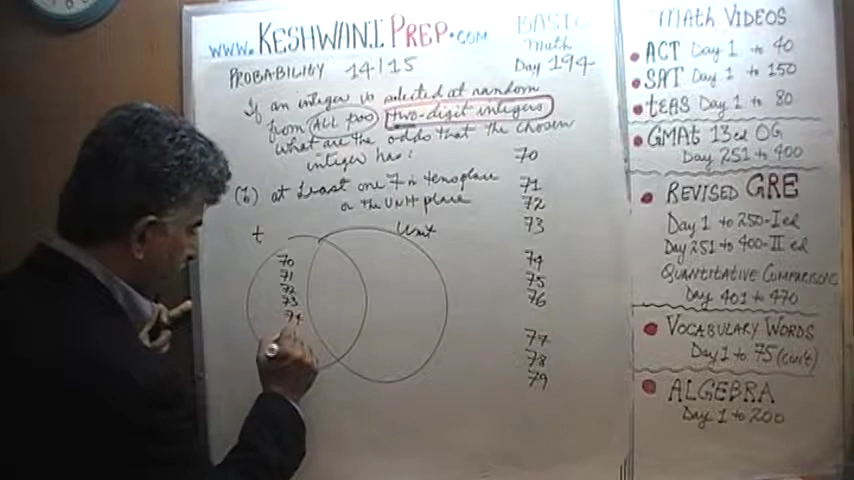 www.KESHWANI PREP.COM
BASIC
Math
Day 194
PROBABILITY 14|15
If an integer is selected at random
from ALL pos two-digit integers
what are the odds that the chosen
integer has:
(b) at Least one 7 in tens place
or the UNIT place
t Unit
70
71
72
73
74
70
71
72
73
74
75
76
77
78
79
Math VIDEOS
ACT Day 1 to 40
SAT Day 1 to 150
tEAS Day 1 to 80
GMAt 13ed OG
Day 251 to 400
REVISED GRE
Day 1 to 250-I ed
Day 251 to 400-II ed
QUANTITATIVE COMPARISONS
Day 401 to 470
VOCABULARY WORDS
Day 1 to 75 (con't)
ALGEBRA
Day 1 to 200